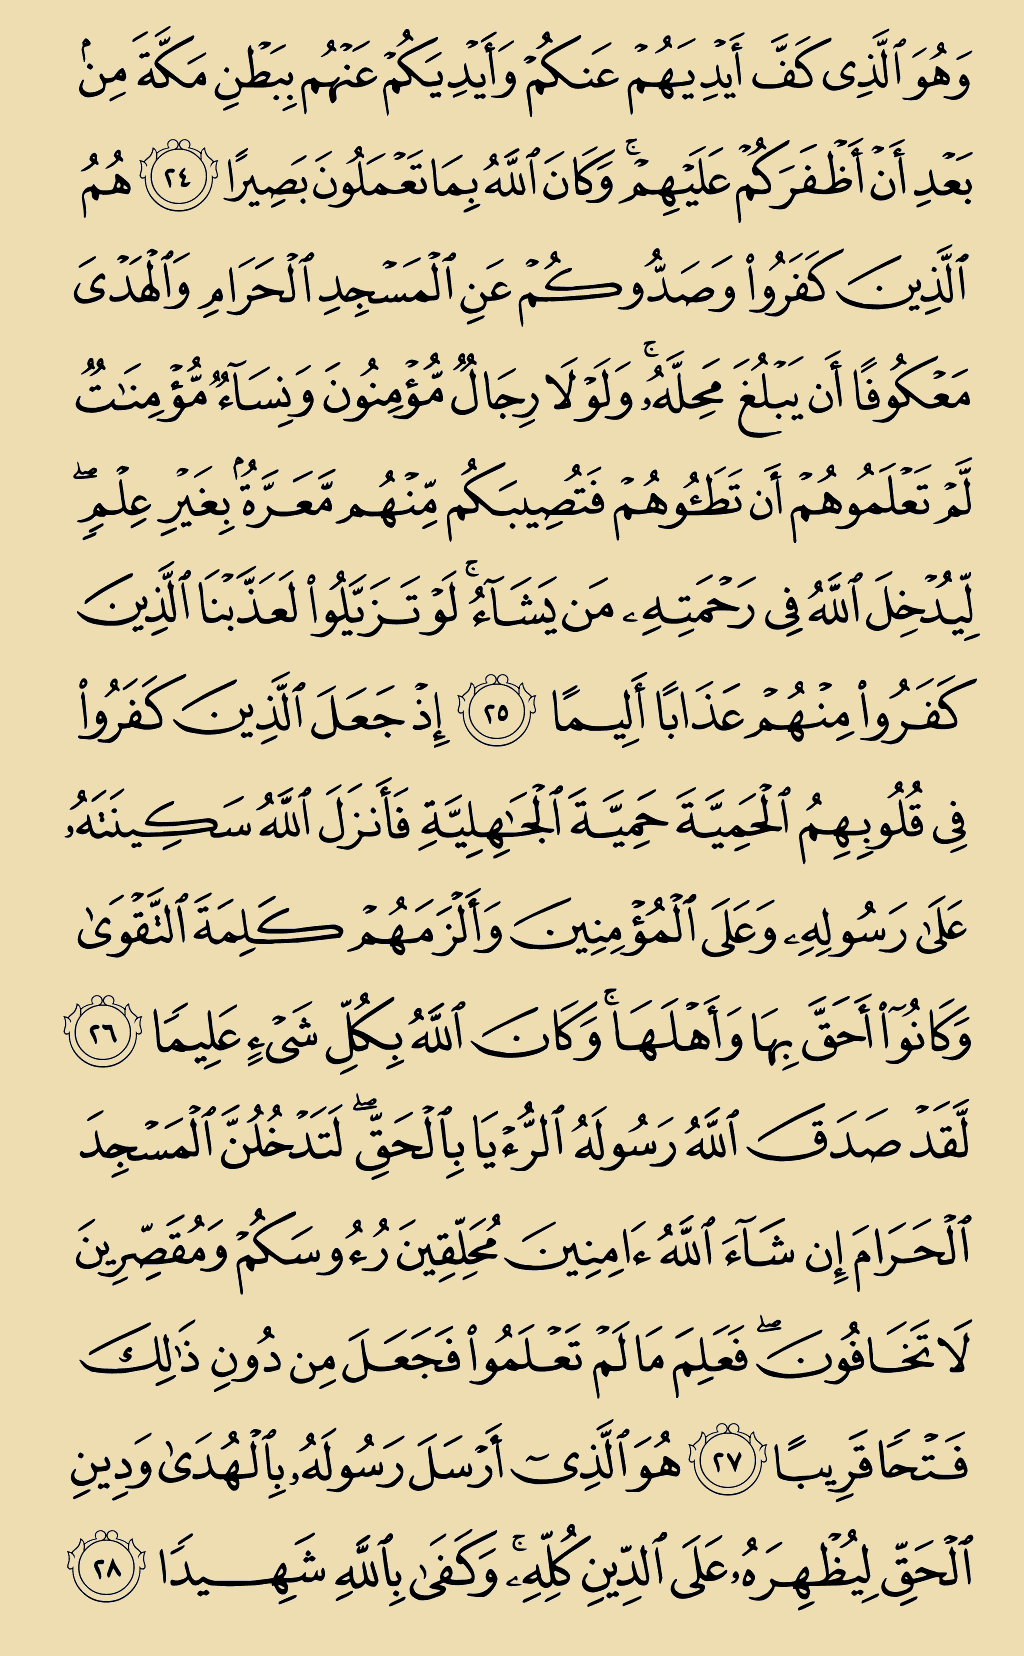 وَهُوَ ٱلَّذِى كَفَّ أَيْدِيَهُمْ عَنكُمْ وَأَيْدِيَكُمْ عَنْهُم بِبَطْنِ مَكَّةَ مِنۢ
بَعْدِ أَنْ أَظْفَرَكُمْ عَلَيْهِمْ ۚ وَكَانَ ٱللَّهُ بِمَا تَعْمَلُونَ بَصِيرًا ٢٤ هُمُ
ٱلَّذِينَ كَفَرُوا۟ وَصَدُّوكُمْ عَنِ ٱلْمَسْجِدِ ٱلْحَرَامِ وَٱلْهَدْىَ
مَعْكُوفًا أَن يَبْلُغَ مَحِلَّهُۥ ۚ وَلَوْلَا رِجَالٌ مُّؤْمِنُونَ وَنِسَآءٌ مُّؤْمِنَـٰتٌ
لَّمْ تَعْلَمُوهُمْ أَن تَطَـُٔوهُمْ فَتُصِيبَكُم مِّنْهُم مَّعَرَّةٌۢ بِغَيْرِ عِلْمٍ ۖ
لِّيُدْخِلَ ٱللَّهُ فِى رَحْمَتِهِۦ مَن يَشَآءُ ۚ لَوْ تَزَيَّلُوا۟ لَعَذَّبْنَا ٱلَّذِينَ
كَفَرُوا۟ مِنْهُمْ عَذَابًا أَلِيمًا ٢٥ إِذْ جَعَلَ ٱلَّذِينَ كَفَرُوا۟
فِى قُلُوبِهِمُ ٱلْحَمِيَّةَ حَمِيَّةَ ٱلْجَـٰهِلِيَّةِ فَأَنزَلَ ٱللَّهُ سَكِينَتَهُۥ
عَلَىٰ رَسُولِهِۦ وَعَلَى ٱلْمُؤْمِنِينَ وَأَلْزَمَهُمْ كَلِمَةَ ٱلتَّقْوَىٰ
وَكَانُوٓا۟ أَحَقَّ بِهَا وَأَهْلَهَا ۚ وَكَانَ ٱللَّهُ بِكُلِّ شَىْءٍ عَلِيمًا ٢٦
لَّقَدْ صَدَقَ ٱللَّهُ رَسُولَهُ ٱلرُّءْيَا بِٱلْحَقِّ ۖ لَتَدْخُلُنَّ ٱلْمَسْجِدَ
ٱلْحَرَامَ إِن شَآءَ ٱللَّهُ ءَامِنِينَ مُحَلِّقِينَ رُءُوسَكُمْ وَمُقَصِّرِينَ
لَا تَخَافُونَ ۖ فَعَلِمَ مَا لَمْ تَعْلَمُوا۟ فَجَعَلَ مِن دُونِ ذَٰلِكَ
فَتْحًا قَرِيبًا ٢٧ هُوَ ٱلَّذِىٓ أَرْسَلَ رَسُولَهُۥ بِٱلْهُدَىٰ وَدِينِ
ٱلْحَقِّ لِيُظْهِرَهُۥ عَلَى ٱلدِّينِ كُلِّهِۦ ۚ وَكَفَىٰ بِٱللَّهِ شَهِيدًا ٢٨